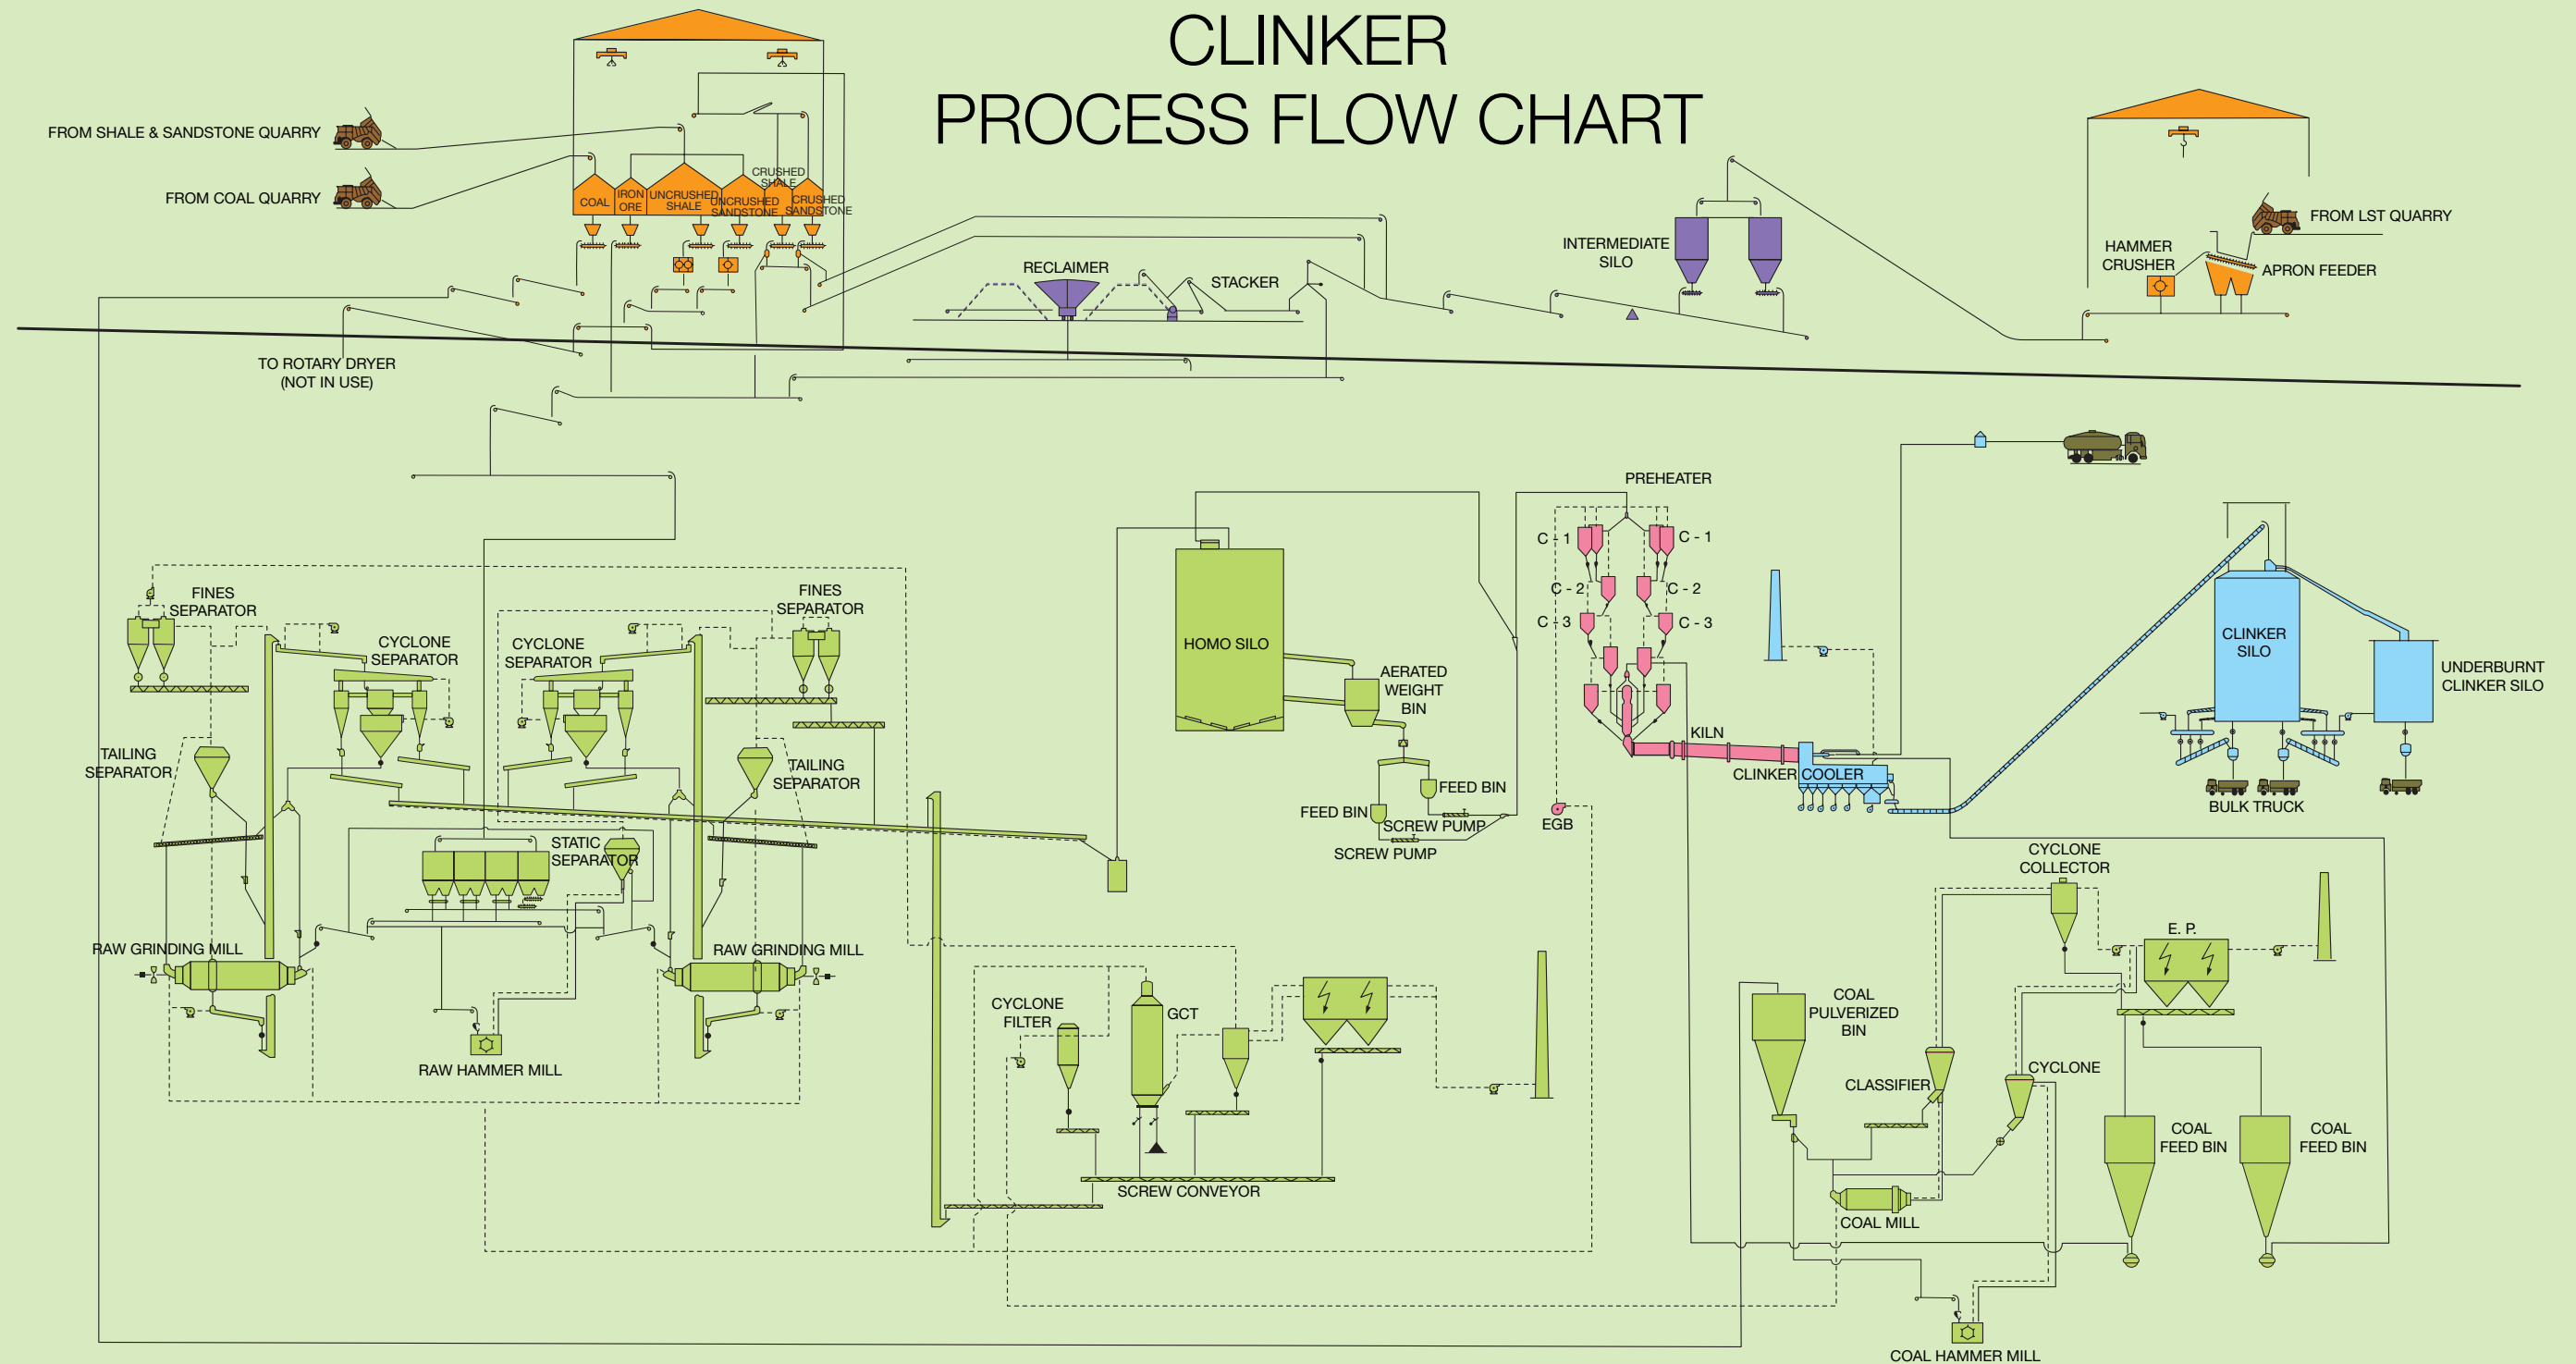 CLINKER
PROCESS FLOW CHART
FROM SHALE & SANDSTONE QUARRY
FROM COAL QUARRY
COAL
IRON
ORE
UNCRUSHED
SHALE
UNCRUSHED
SANDSTONE
CRUSHED
SHALE
CRUSHED
SANDSTONE
RECLAIMER
STACKER
INTERMEDIATE
SILO
HAMMER
CRUSHER
FROM LST QUARRY
APRON FEEDER
TO ROTARY DRYER
(NOT IN USE)
PREHEATER
C - 1
C - 1
C - 2
C - 2
C - 3
C - 3
FINES
SEPARATOR
CYCLONE
SEPARATOR
CYCLONE
SEPARATOR
FINES
SEPARATOR
TAILING
SEPARATOR
TAILING
SEPARATOR
HOMO SILO
AERATED
WEIGHT
BIN
FEED BIN
FEED BIN
SCREW PUMP
SCREW PUMP
EGB
KILN
CLINKER COOLER
CLINKER
SILO
UNDERBURNT
CLINKER SILO
BULK TRUCK
STATIC
SEPARATOR
RAW GRINDING MILL
RAW GRINDING MILL
RAW HAMMER MILL
CYCLONE
FILTER
GCT
SCREW CONVEYOR
CYCLONE
COLLECTOR
E. P.
COAL
PULVERIZED
BIN
CLASSIFIER
CYCLONE
COAL MILL
COAL
FEED BIN
COAL
FEED BIN
COAL HAMMER MILL